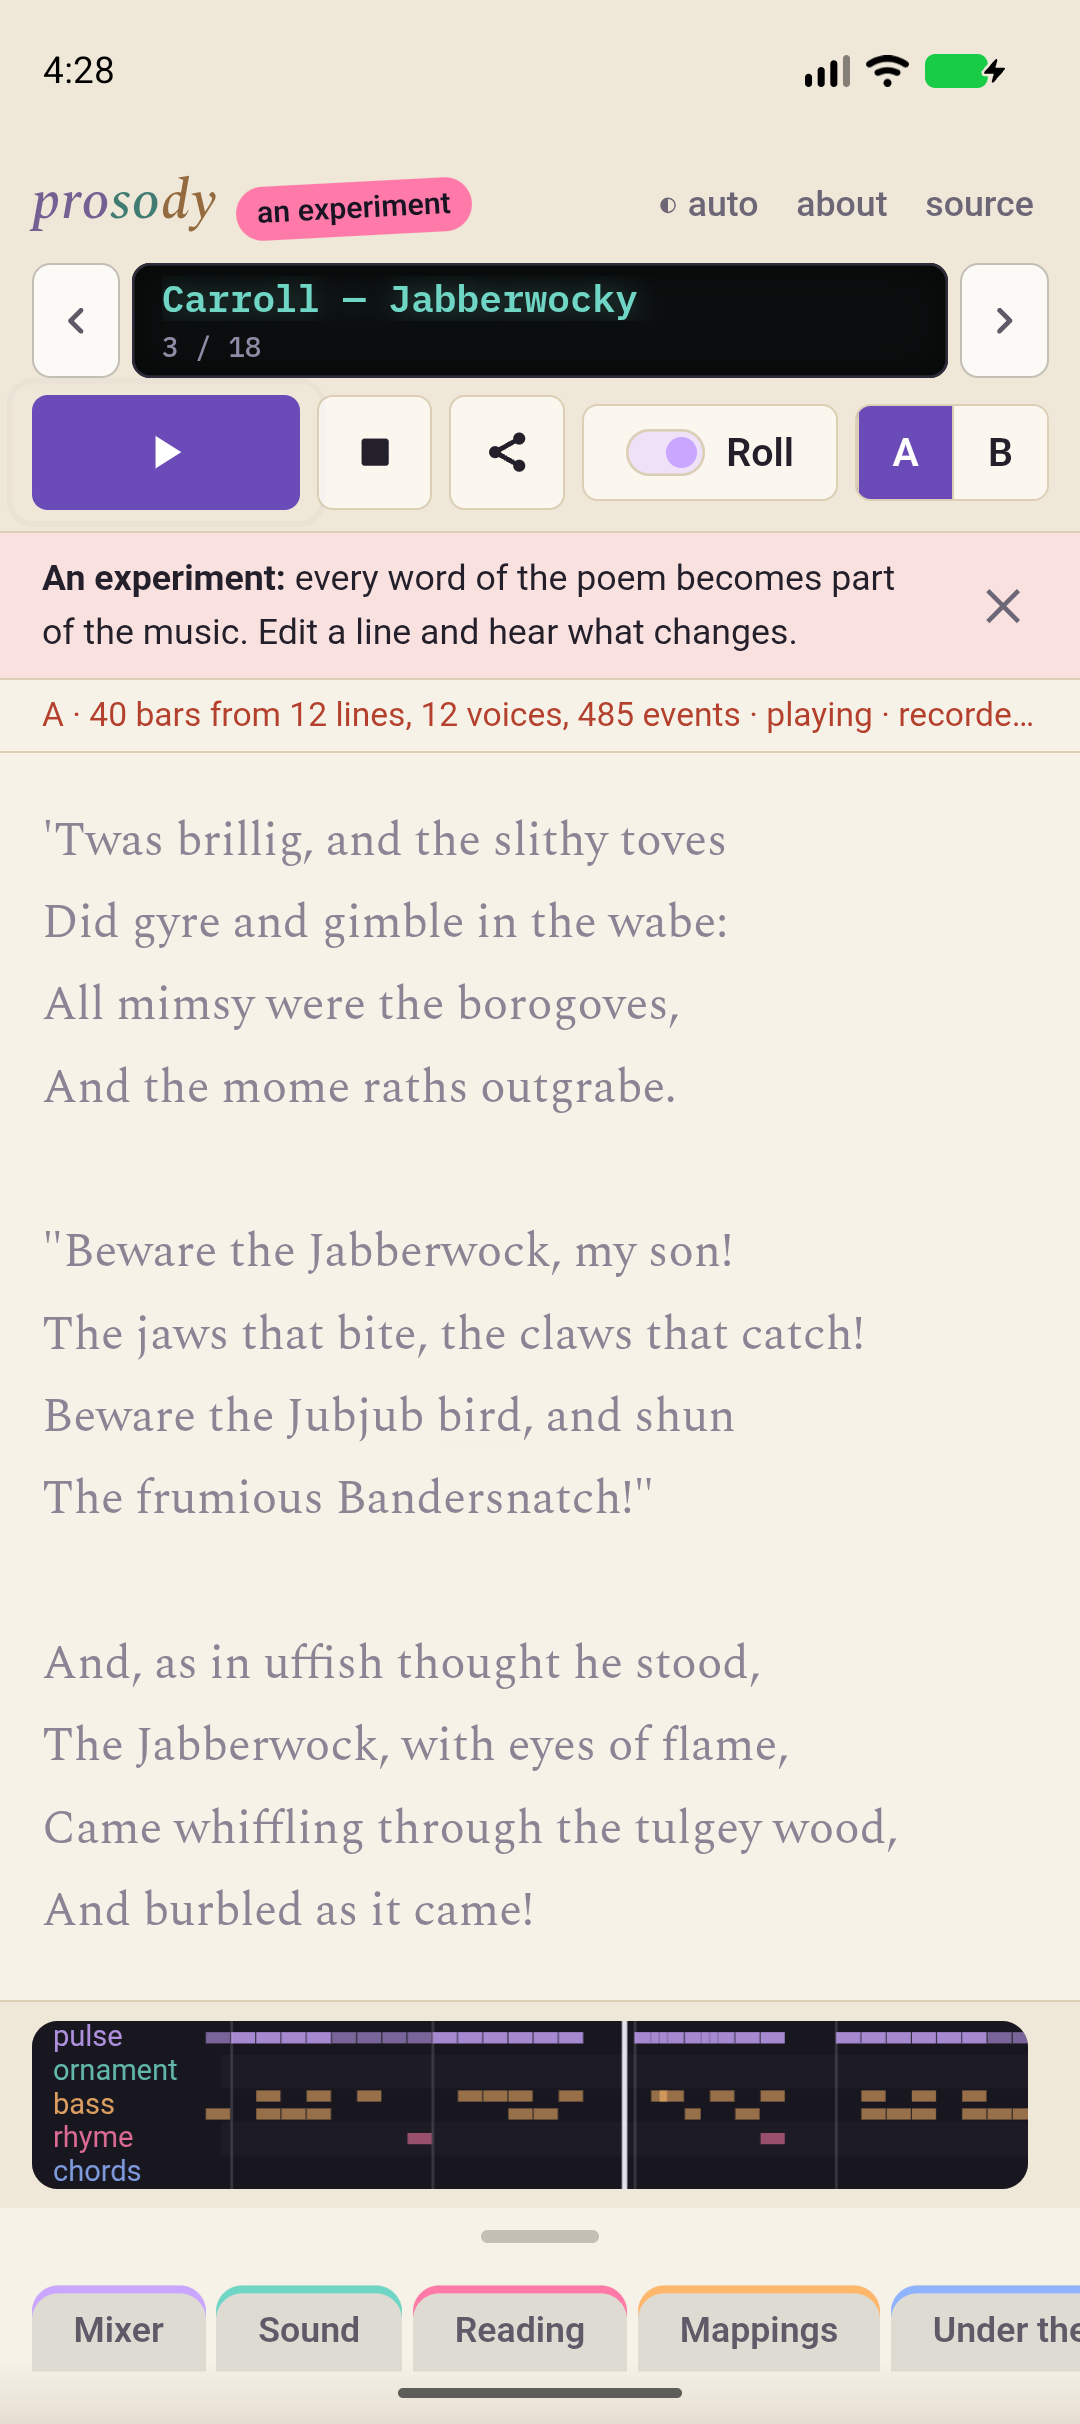 4:28
prosody an experiment auto about source
Carroll — Jabberwocky
3 / 18
Roll A B
An experiment: every word of the poem becomes part
of the music. Edit a line and hear what changes.
A · 40 bars from 12 lines, 12 voices, 485 events · playing · recorde…
'Twas brillig, and the slithy toves
Did gyre and gimble in the wabe:
All mimsy were the borogoves,
And the mome raths outgrabe.
"Beware the Jabberwock, my son!
The jaws that bite, the claws that catch!
Beware the Jubjub bird, and shun
The frumious Bandersnatch!"
And, as in uffish thought he stood,
The Jabberwock, with eyes of flame,
Came whiffling through the tulgey wood,
And burbled as it came!
pulse
ornament
bass
rhyme
chords
Mixer Sound Reading Mappings Under the